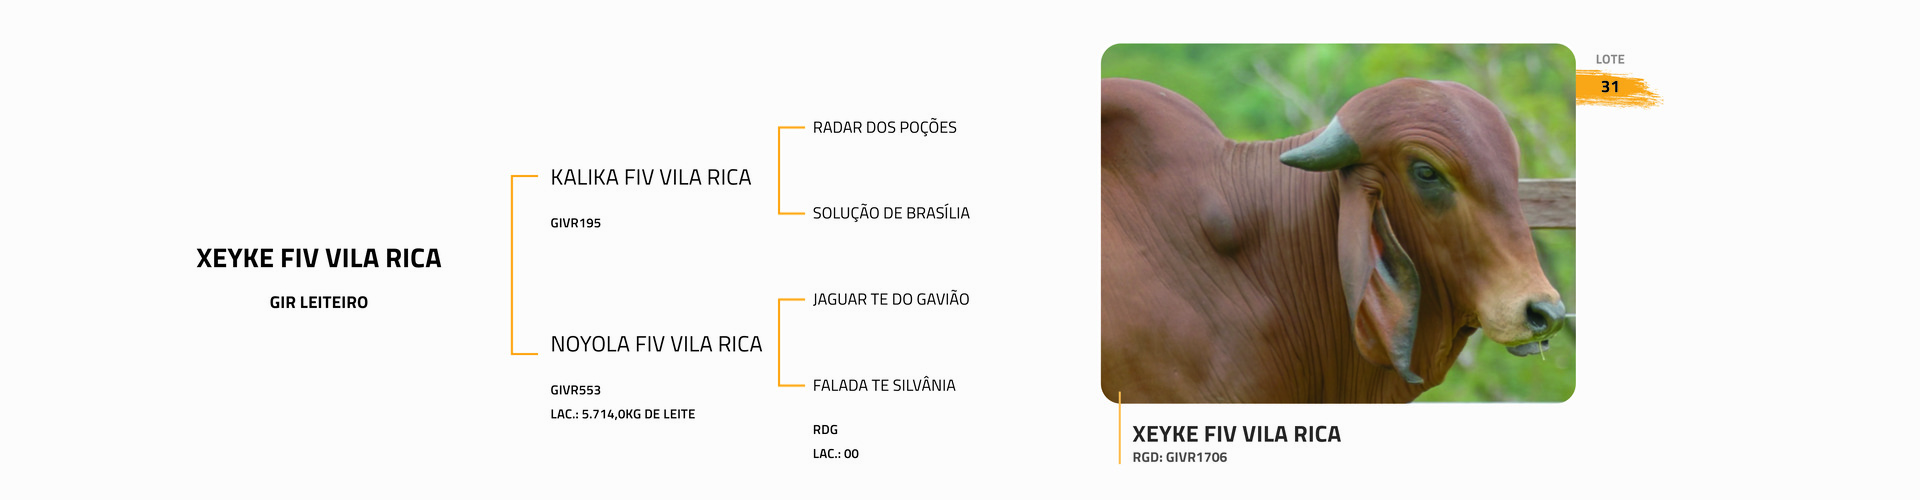 XEYKE FIV VILA RICA
GIR LEITEIRO
KALIKA FIV VILA RICA
GIVR195
NOYOLA FIV VILA RICA
GIVR553
LAC.: 5.714,0KG DE LEITE
RADAR DOS POÇÕES
SOLUÇÃO DE BRASÍLIA
JAGUAR TE DO GAVIÃO
FALADA TE SILVÂNIA
RDG
LAC.: 00
LOTE
31
XEYKE FIV VILA RICA
RGD: GIVR1706